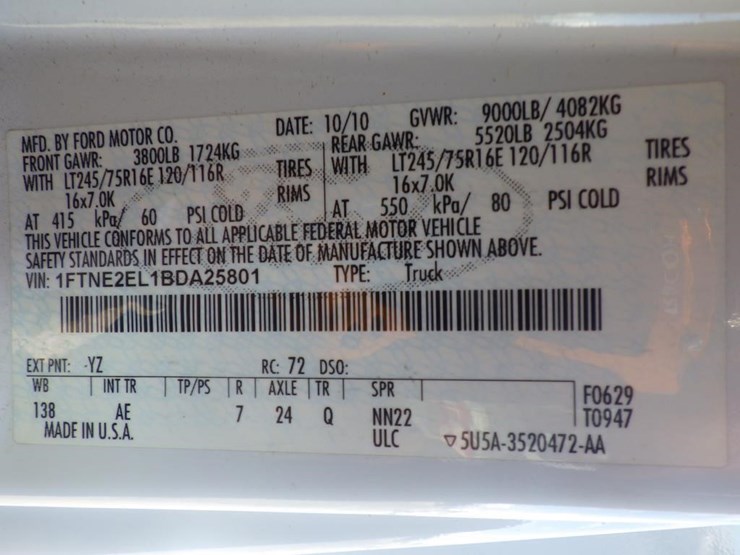 MFD. BY FORD MOTOR CO. DATE: 10/10 GVWR: 9000LB/ 4082KG
FRONT GAWR: 3800LB 1724KG REAR GAWR: 5520LB 2504KG
WITH LT245/75R16E 120/116R TIRES WITH LT245/75R16E 120/116R TIRES
16x7.0K RIMS 16x7.0K RIMS
AT 415 kPa/ 60 PSI COLD AT 550 kPa/ 80 PSI COLD
THIS VEHICLE CONFORMS TO ALL APPLICABLE FEDERAL MOTOR VEHICLE
SAFETY STANDARDS IN EFFECT ON THE DATE OF MANUFACTURE SHOWN ABOVE.
VIN: 1FTNE2EL1BDA25801 TYPE: Truck
EXT PNT: YZ RC: 72 DSO:
WB INT TR TP/PS R AXLE TR SPR
138 AE 7 24 Q NN22 F0629
MADE IN U.S.A. ULC T0947
▽5U5A-3520472-AA